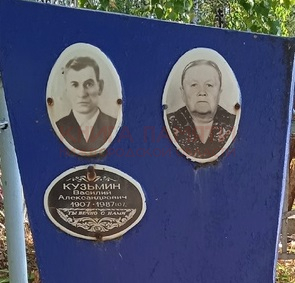 КУЗЬМИН
Василий
Александрович
1907-1987
ТЫ ВЕЧНО С НАМИ